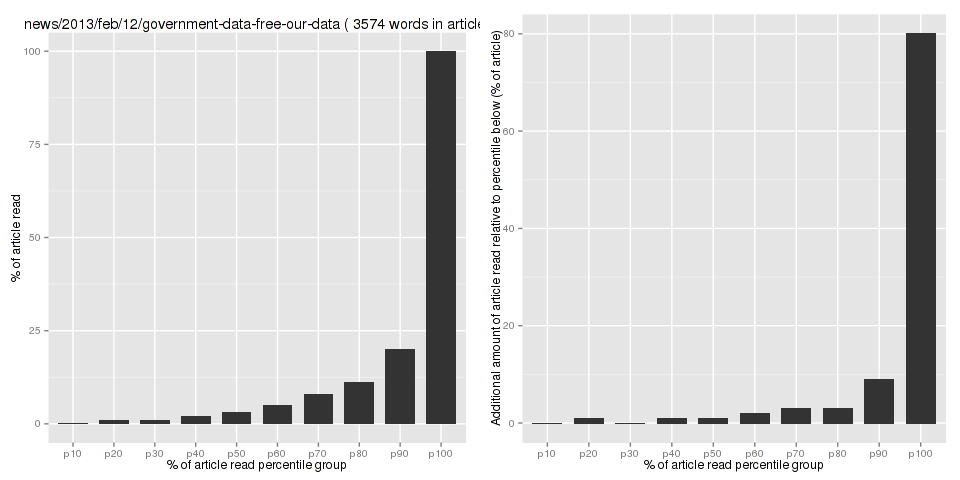 news/2013/feb/12/government-data-free-our-data ( 3574 words in article
100
75
50
25
0
% of article read
p10 p20 p30 p40 p50 p60 p70 p80 p90 p100
% of article read percentile group
80
60
40
20
0
Additional amount of article read relative to percentile below (% of article)
p10 p20 p30 p40 p50 p60 p70 p80 p90 p100
% of article read percentile group